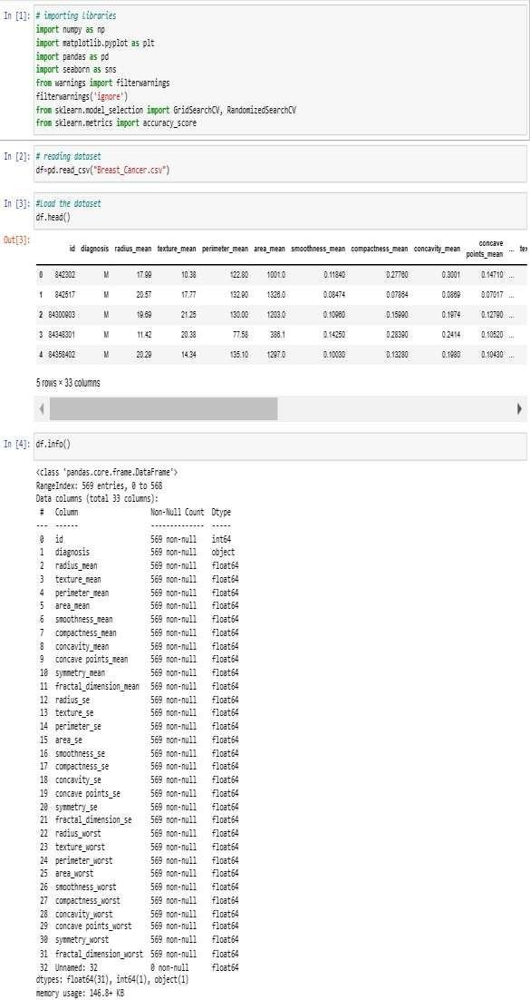 In [1]: # importing libraries
import numpy as np
import matplotlib.pyplot as plt
import pandas as pd
import seaborn as sns
from warnings import filterwarnings
filterwarnings('ignore')
from sklearn.model_selection import GridSearchCV, RandomizedSearchCV
from sklearn.metrics import accuracy_score
In [2]: # reading dataset
df=pd.read_csv("Breast_Cancer.csv")
In [3]: #Load the dataset
df.head()
Out[3]:
id diagnosis radius_mean texture_mean perimeter_mean area_mean smoothness_mean compactness_mean concavity_mean concave points_mean ... tex
0 842302 M 17.99 10.38 122.80 1001.0 0.11840 0.27760 0.3001 0.14710 ...
1 842517 M 20.57 17.77 132.90 1326.0 0.08474 0.07864 0.0869 0.07017 ...
2 84300903 M 19.69 21.25 130.00 1203.0 0.10960 0.15990 0.1974 0.12790 ...
3 84348301 M 11.42 20.38 77.58 386.1 0.14250 0.28390 0.2414 0.10520 ...
4 84358402 M 20.29 14.34 135.10 1297.0 0.10030 0.13280 0.1980 0.10430 ...
5 rows × 33 columns
In [4]: df.info()
<class 'pandas.core.frame.DataFrame'>
RangeIndex: 569 entries, 0 to 568
Data columns (total 33 columns):
# Column Non-Null Count Dtype
--- ------ -------------- -----
0 id 569 non-null int64
1 diagnosis 569 non-null object
2 radius_mean 569 non-null float64
3 texture_mean 569 non-null float64
4 perimeter_mean 569 non-null float64
5 area_mean 569 non-null float64
6 smoothness_mean 569 non-null float64
7 compactness_mean 569 non-null float64
8 concavity_mean 569 non-null float64
9 concave points_mean 569 non-null float64
10 symmetry_mean 569 non-null float64
11 fractal_dimension_mean 569 non-null float64
12 radius_se 569 non-null float64
13 texture_se 569 non-null float64
14 perimeter_se 569 non-null float64
15 area_se 569 non-null float64
16 smoothness_se 569 non-null float64
17 compactness_se 569 non-null float64
18 concavity_se 569 non-null float64
19 concave points_se 569 non-null float64
20 symmetry_se 569 non-null float64
21 fractal_dimension_se 569 non-null float64
22 radius_worst 569 non-null float64
23 texture_worst 569 non-null float64
24 perimeter_worst 569 non-null float64
25 area_worst 569 non-null float64
26 smoothness_worst 569 non-null float64
27 compactness_worst 569 non-null float64
28 concavity_worst 569 non-null float64
29 concave points_worst 569 non-null float64
30 symmetry_worst 569 non-null float64
31 fractal_dimension_worst 569 non-null float64
32 Unnamed: 32 0 non-null float64
dtypes: float64(31), int64(1), object(1)
memory usage: 146.8+ KB